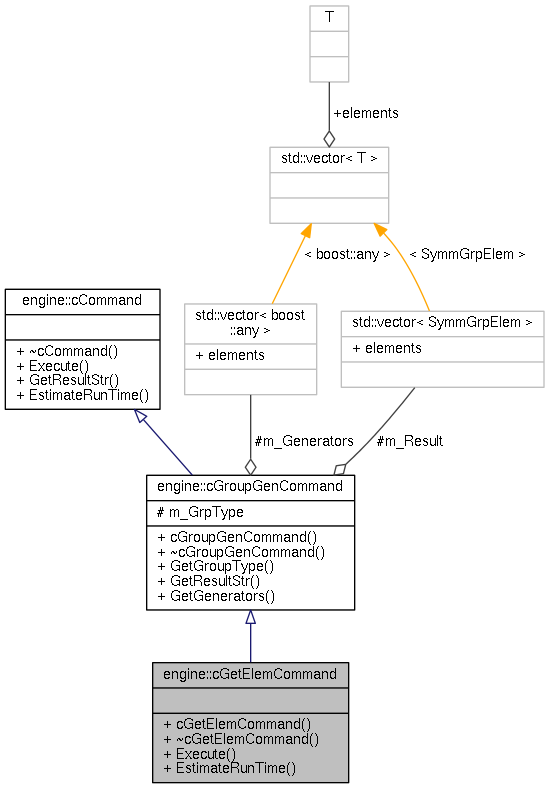 T
+elements
std::vector< T >
< boost::any >
< SymmGrpElem >
engine::cCommand
+ ~cCommand()
+ Execute()
+ GetResultStr()
+ EstimateRunTime()
std::vector< boost
::any >
+ elements
std::vector< SymmGrpElem >
+ elements
#m_Generators
#m_Result
engine::cGroupGenCommand
# m_GrpType
+ cGroupGenCommand()
+ ~cGroupGenCommand()
+ GetGroupType()
+ GetResultStr()
+ GetGenerators()
engine::cGetElemCommand
+ cGetElemCommand()
+ ~cGetElemCommand()
+ Execute()
+ EstimateRunTime()